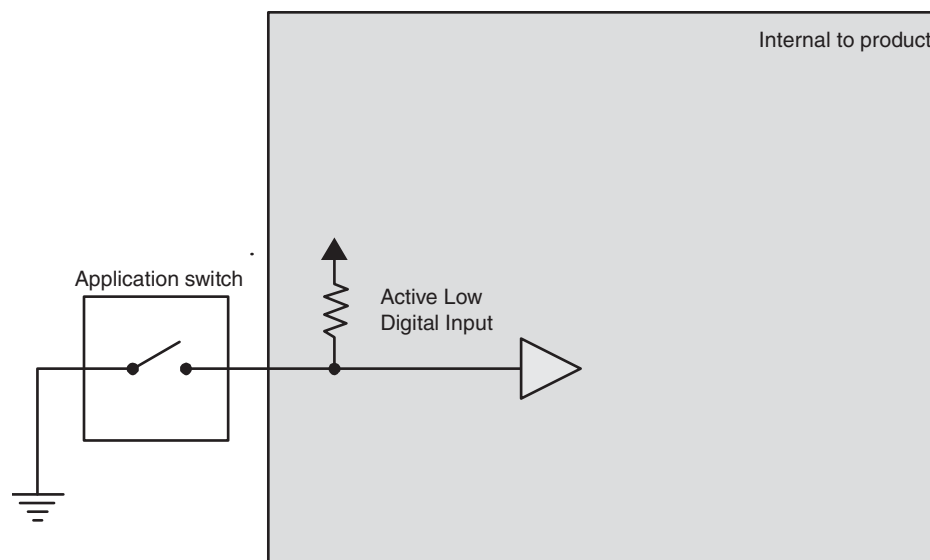 Internal to product
Application switch
Active Low
Digital Input